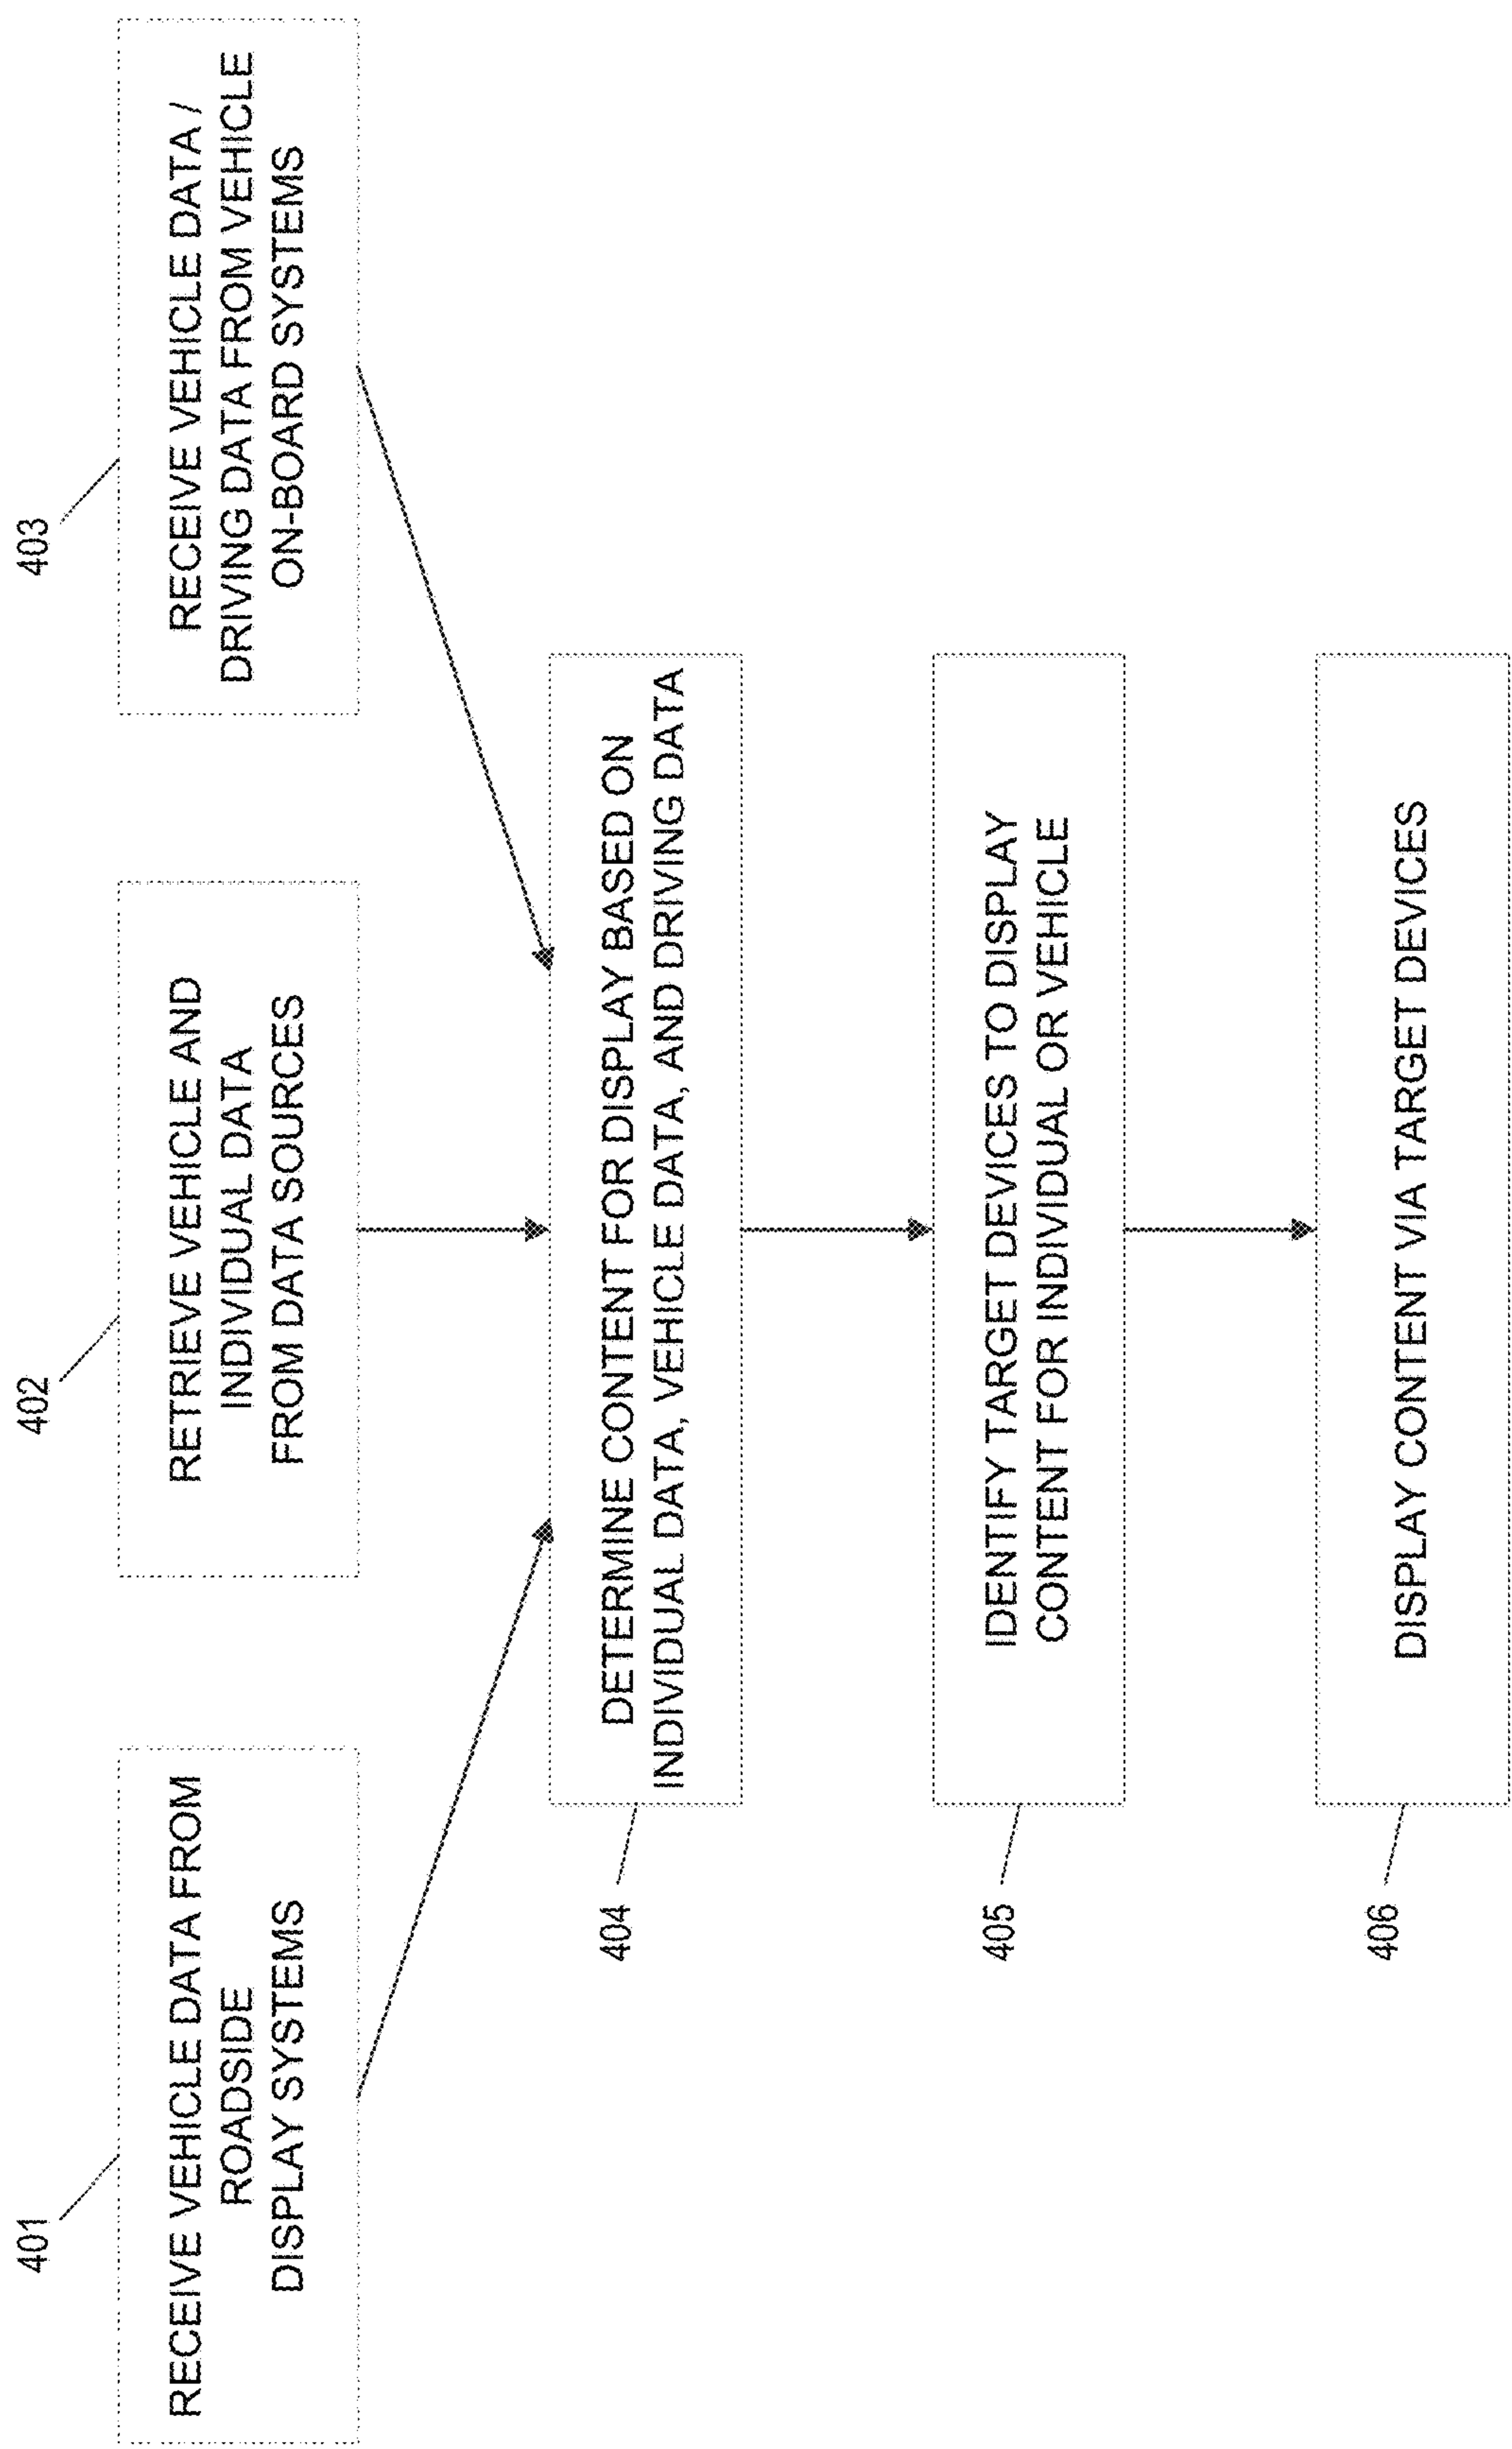 401
RECEIVE VEHICLE DATA FROM
ROADSIDE
DISPLAY SYSTEMS
402
RETRIEVE VEHICLE AND
INDIVIDUAL DATA
FROM DATA SOURCES
403
RECEIVE VEHICLE DATA /
DRIVING DATA FROM VEHICLE
ON-BOARD SYSTEMS
404
DETERMINE CONTENT FOR DISPLAY BASED ON
INDIVIDUAL DATA, VEHICLE DATA, AND DRIVING DATA
405
IDENTIFY TARGET DEVICES TO DISPLAY
CONTENT FOR INDIVIDUAL OR VEHICLE
406
DISPLAY CONTENT VIA TARGET DEVICES